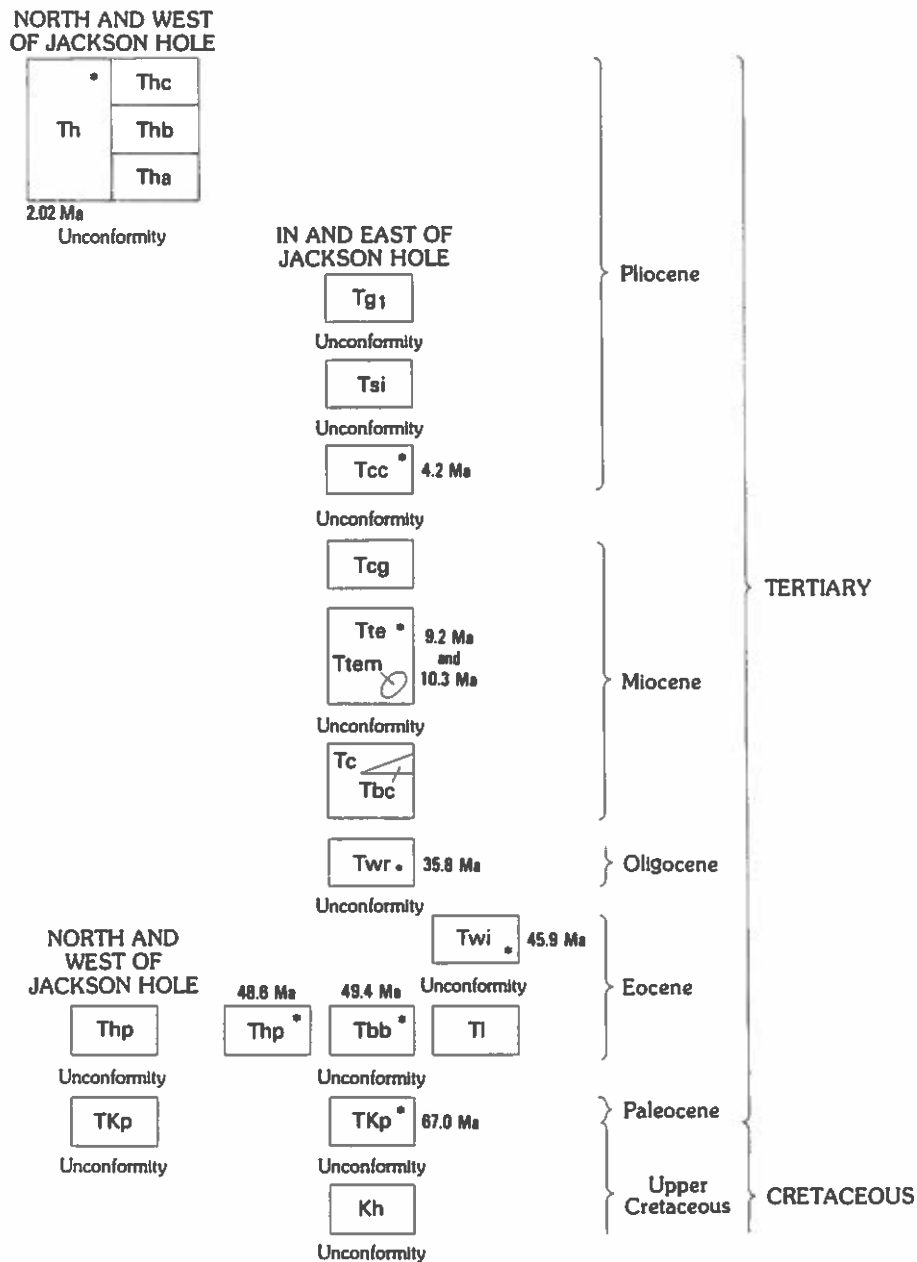 NORTH AND WEST
OF JACKSON HOLE
*
Th
Thc
Thb
Tha
2.02 Ma
Unconformity
IN AND EAST OF
JACKSON HOLE
Tg1
Unconformity
Tsi
Unconformity
Tcc *
4.2 Ma
Pliocene
Unconformity
Tcg
Tte *
Ttem
9.2 Ma
and
10.3 Ma
Unconformity
Tc
Tbc
Miocene
TERTIARY
Twr *
35.8 Ma
Oligocene
Unconformity
Twi *
45.9 Ma
Unconformity
Eocene
NORTH AND
WEST OF
JACKSON HOLE
Thp
48.6 Ma
Thp *
49.4 Ma
Tbb *
Tl
Unconformity
Unconformity
TKp
TKp *
67.0 Ma
Paleocene
Unconformity
Unconformity
Kh
Upper
Cretaceous
CRETACEOUS
Unconformity